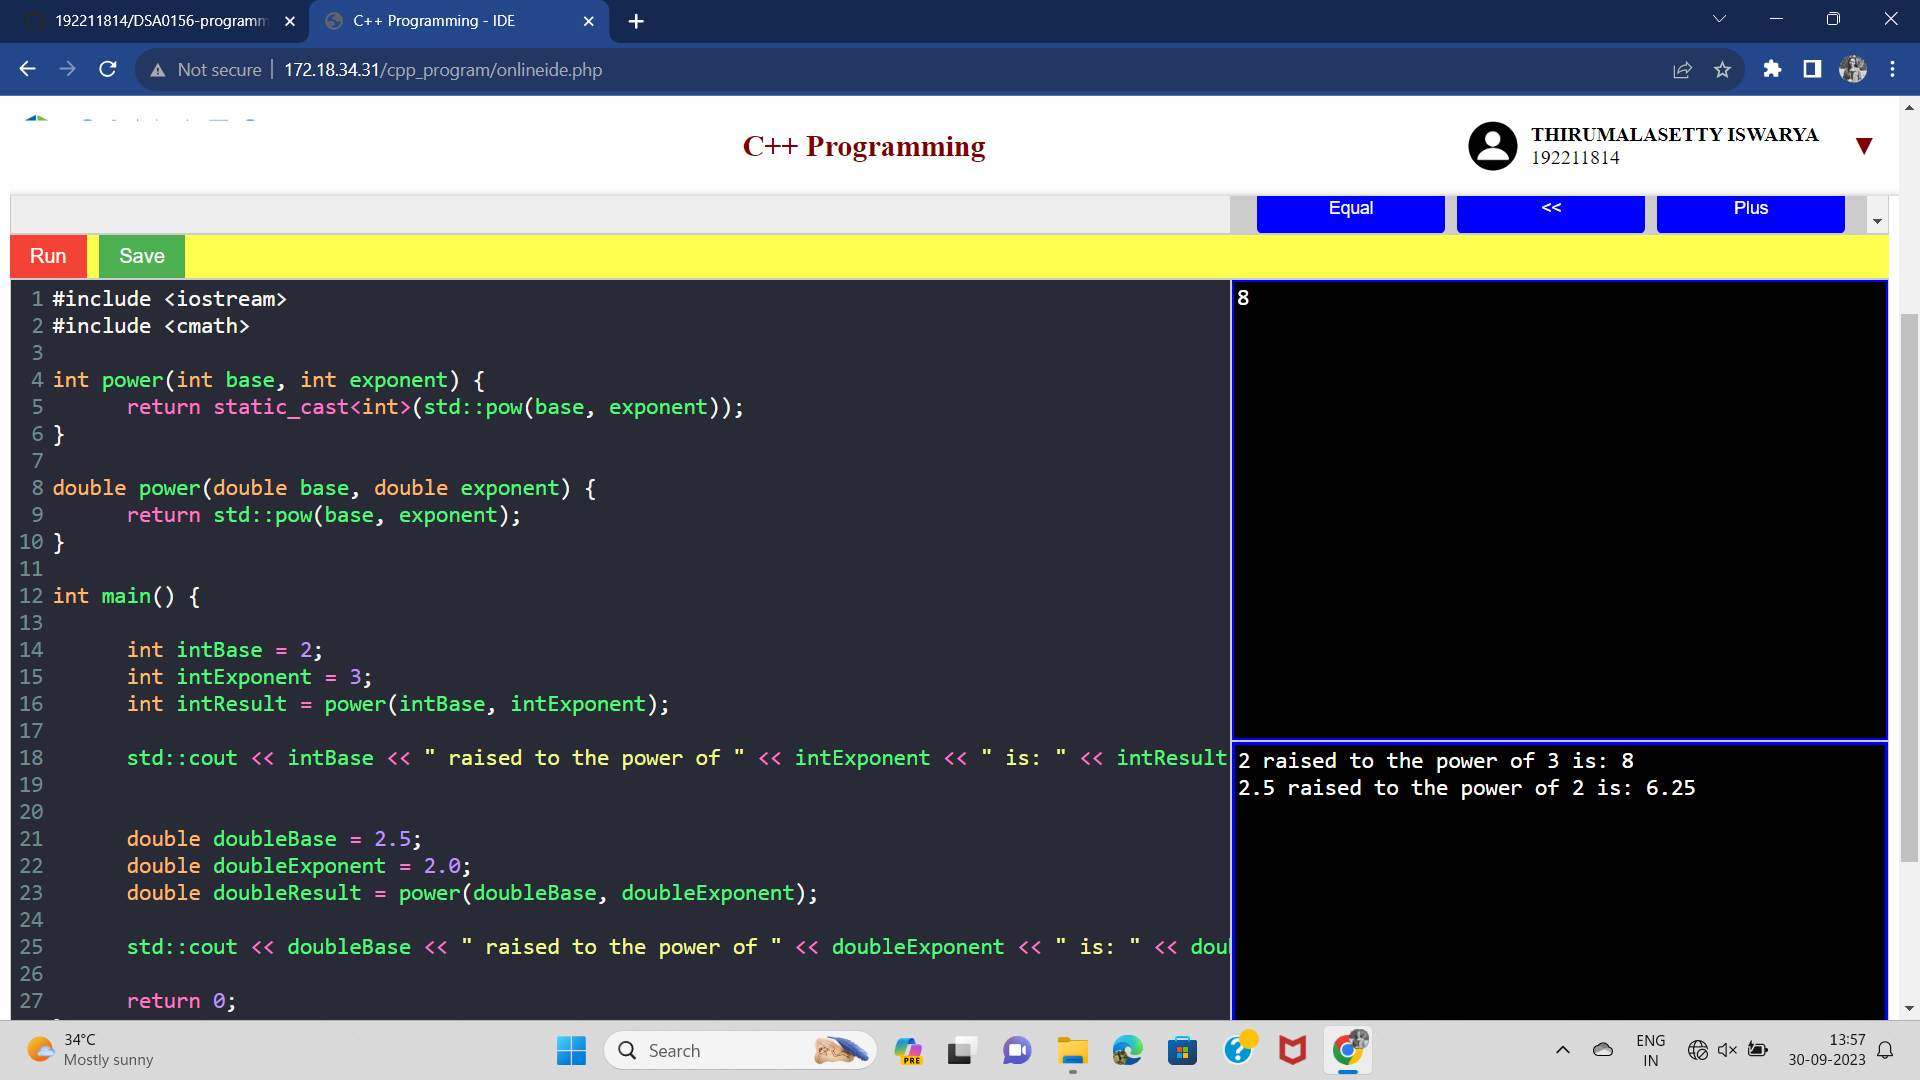 192211814/DSA0156-programm
C++ Programming - IDE
Not secure
172.18.34.31/cpp_program/onlineide.php
C++ Programming
THIRUMALASETTY ISWARYA
192211814
Equal
<<
Plus
Run
Save
1 #include <iostream>
2 #include <cmath>
3
4 int power(int base, int exponent) {
5 return static_cast<int>(std::pow(base, exponent));
6 }
7
8 double power(double base, double exponent) {
9 return std::pow(base, exponent);
10 }
11
12 int main() {
13
14 int intBase = 2;
15 int intExponent = 3;
16 int intResult = power(intBase, intExponent);
17
18 std::cout << intBase << " raised to the power of " << intExponent << " is: " << intResult
19
20
21 double doubleBase = 2.5;
22 double doubleExponent = 2.0;
23 double doubleResult = power(doubleBase, doubleExponent);
24
25 std::cout << doubleBase << " raised to the power of " << doubleExponent << " is: " << dou
26
27 return 0;
8
2 raised to the power of 3 is: 8
2.5 raised to the power of 2 is: 6.25
34°C
Mostly sunny
Search
PRE
ENG
IN
13:57
30-09-2023